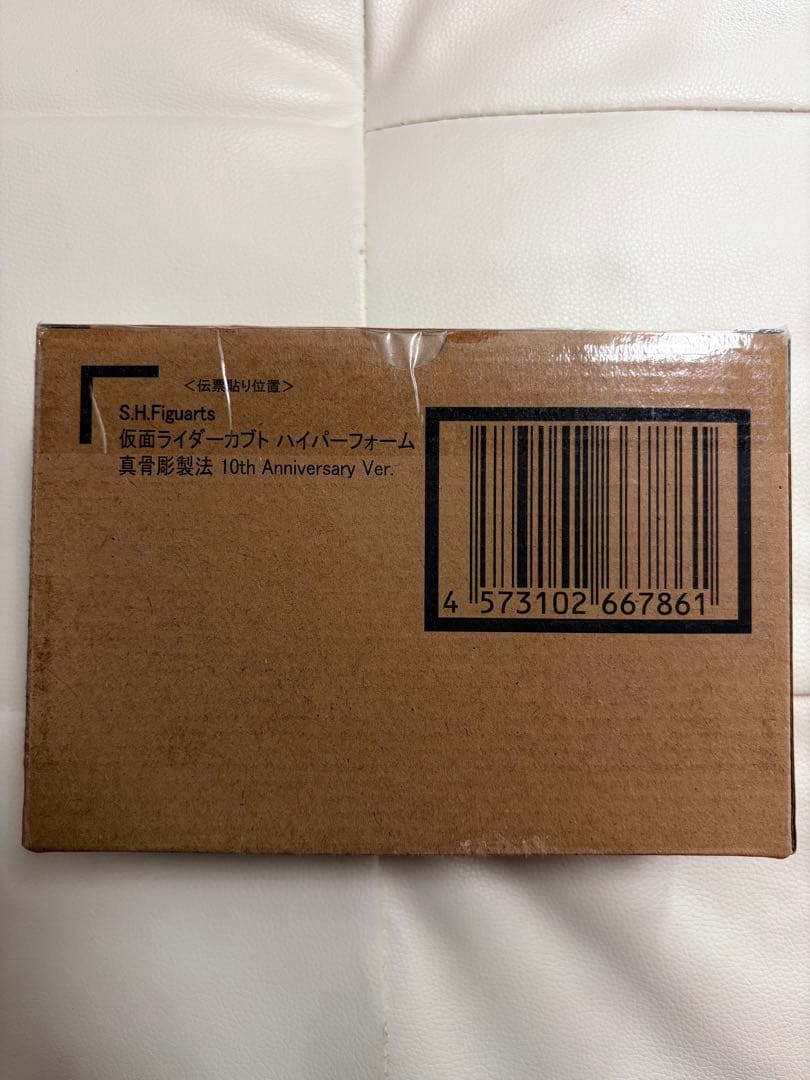 <伝票貼り位置>
S.H.Figuarts
仮面ライダーカブト ハイパーフォーム
真骨彫製法 10th Anniversary Ver.
4 573102 667861